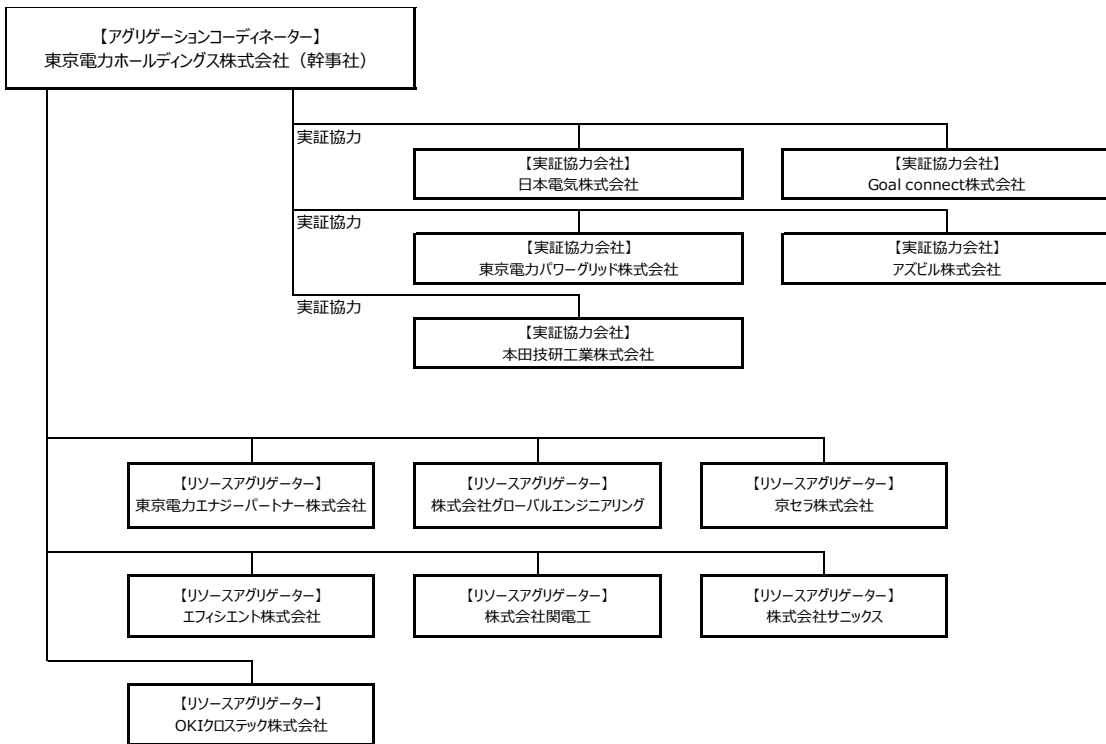 【アグリゲーションコーディネーター】
東京電力ホールディングス株式会社（幹事社）
実証協力
【実証協力会社】
日本電気株式会社
【実証協力会社】
Goal connect株式会社
実証協力
【実証協力会社】
東京電力パワーグリッド株式会社
【実証協力会社】
アズビル株式会社
実証協力
【実証協力会社】
本田技研工業株式会社
【リソースアグリゲーター】
東京電力エナジーパートナー株式会社
【リソースアグリゲーター】
株式会社グローバルエンジニアリング
【リソースアグリゲーター】
京セラ株式会社
【リソースアグリゲーター】
エフィシエント株式会社
【リソースアグリゲーター】
株式会社関電工
【リソースアグリゲーター】
株式会社サニックス
【リソースアグリゲーター】
OKIクロステック株式会社